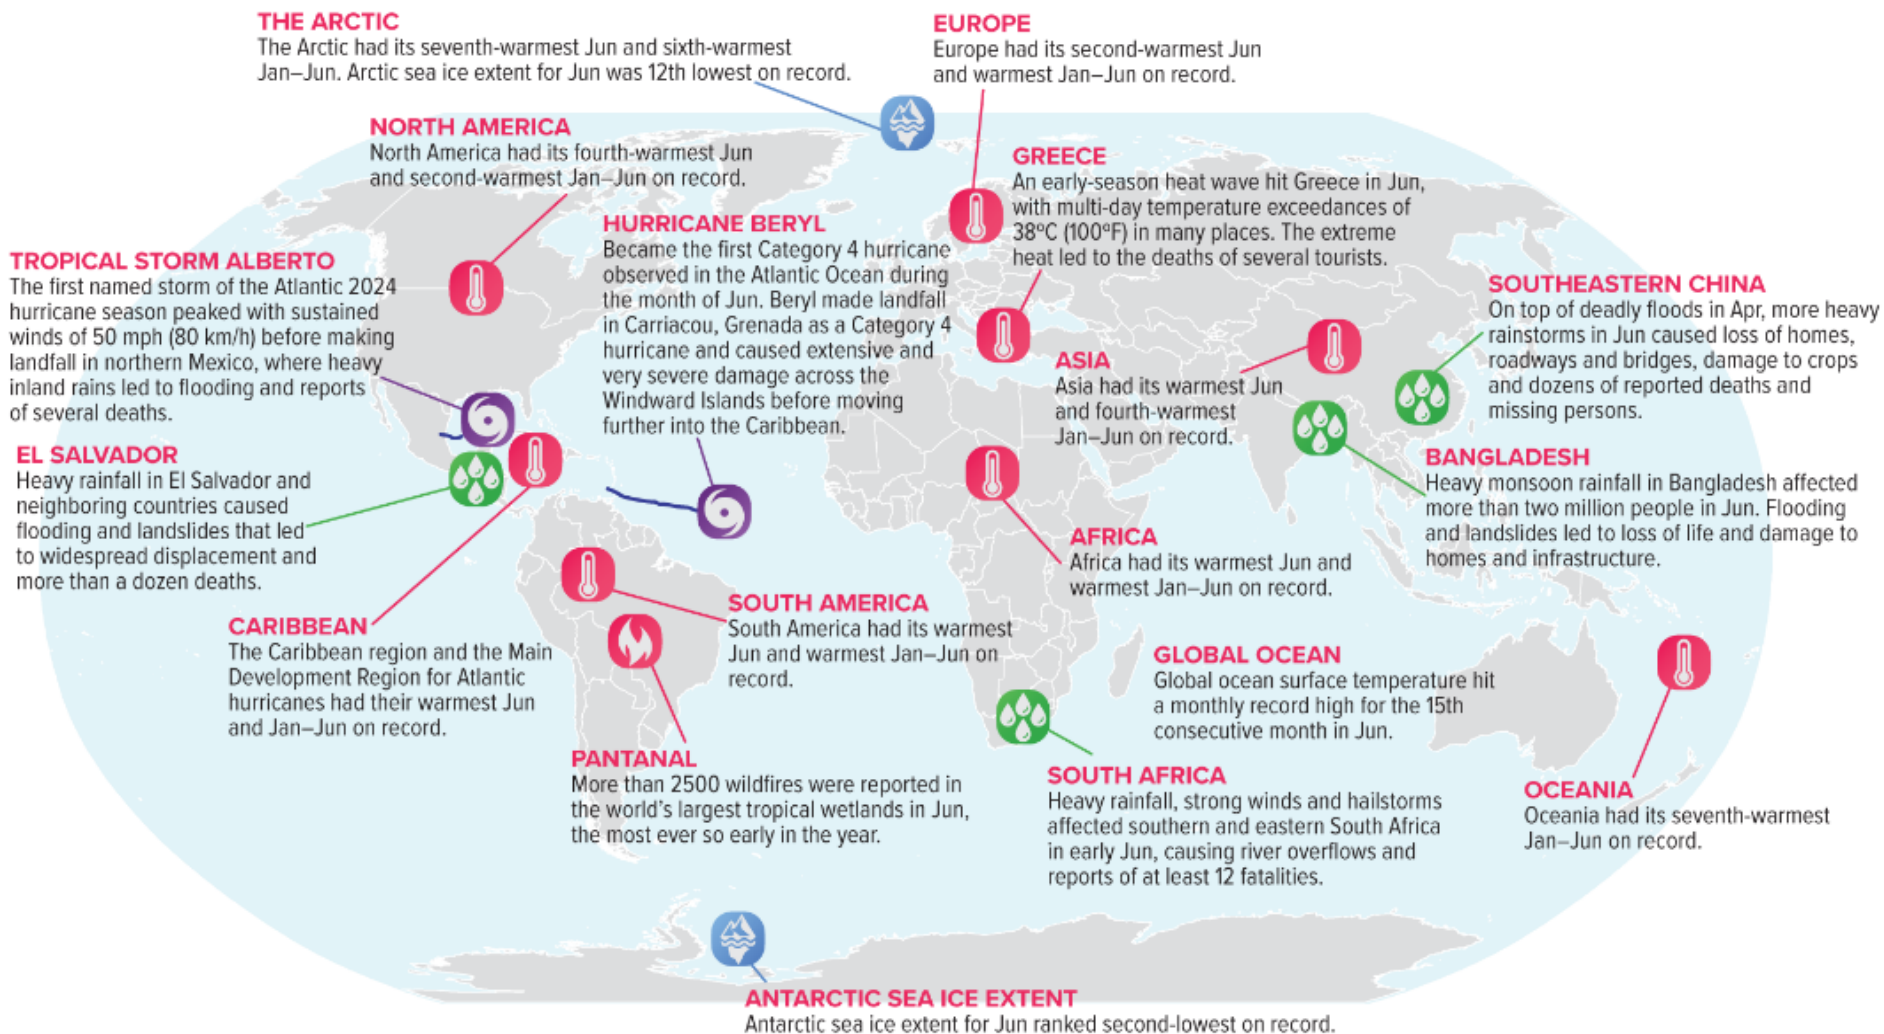 THE ARCTIC
The Arctic had its seventh-warmest Jun and sixth-warmest
Jan–Jun. Arctic sea ice extent for Jun was 12th lowest on record.
EUROPE
Europe had its second-warmest Jun
and warmest Jan–Jun on record.
NORTH AMERICA
North America had its fourth-warmest Jun
and second-warmest Jan–Jun on record.
GREECE
An early-season heat wave hit Greece in Jun,
with multi-day temperature exceedances of
38ºC (100ºF) in many places. The extreme
heat led to the deaths of several tourists.
HURRICANE BERYL
Became the first Category 4 hurricane
observed in the Atlantic Ocean during
the month of Jun. Beryl made landfall
in Carriacou, Grenada as a Category 4
hurricane and caused extensive and
very severe damage across the
Windward Islands before moving
further into the Caribbean.
TROPICAL STORM ALBERTO
The first named storm of the Atlantic 2024
hurricane season peaked with sustained
winds of 50 mph (80 km/h) before making
landfall in northern Mexico, where heavy
inland rains led to flooding and reports
of several deaths.
SOUTHEASTERN CHINA
On top of deadly floods in Apr, more heavy
rainstorms in Jun caused loss of homes,
roadways and bridges, damage to crops
and dozens of reported deaths and
missing persons.
ASIA
Asia had its warmest Jun
and fourth-warmest
Jan–Jun on record.
EL SALVADOR
Heavy rainfall in El Salvador and
neighboring countries caused
flooding and landslides that led
to widespread displacement and
more than a dozen deaths.
BANGLADESH
Heavy monsoon rainfall in Bangladesh affected
more than two million people in Jun. Flooding
and landslides led to loss of life and damage to
homes and infrastructure.
AFRICA
Africa had its warmest Jun and
warmest Jan–Jun on record.
SOUTH AMERICA
South America had its warmest
Jun and warmest Jan–Jun on
record.
CARIBBEAN
The Caribbean region and the Main
Development Region for Atlantic
hurricanes had their warmest Jun
and Jan–Jun on record.
GLOBAL OCEAN
Global ocean surface temperature hit
a monthly record high for the 15th
consecutive month in Jun.
PANTANAL
More than 2500 wildfires were reported in
the world's largest tropical wetlands in Jun,
the most ever so early in the year.
SOUTH AFRICA
Heavy rainfall, strong winds and hailstorms
affected southern and eastern South Africa
in early Jun, causing river overflows and
reports of at least 12 fatalities.
OCEANIA
Oceania had its seventh-warmest
Jan–Jun on record.
ANTARCTIC SEA ICE EXTENT
Antarctic sea ice extent for Jun ranked second-lowest on record.